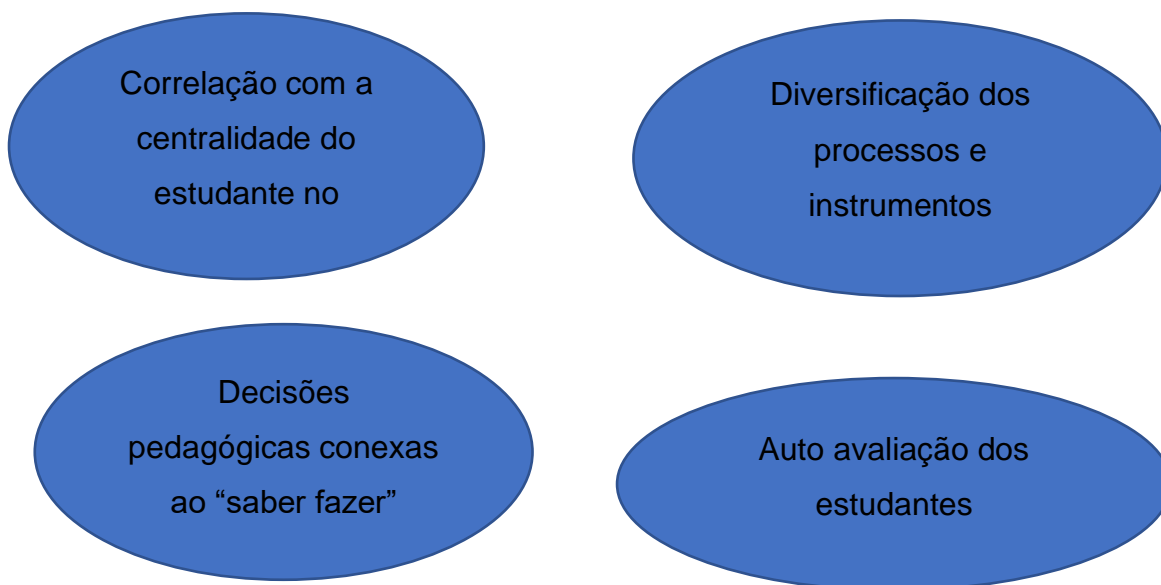 Correlação com a
centralidade do
estudante no
Diversificação dos
processos e
instrumentos
Decisões
pedagógicas conexas
ao “saber fazer”
Auto avaliação dos
estudantes